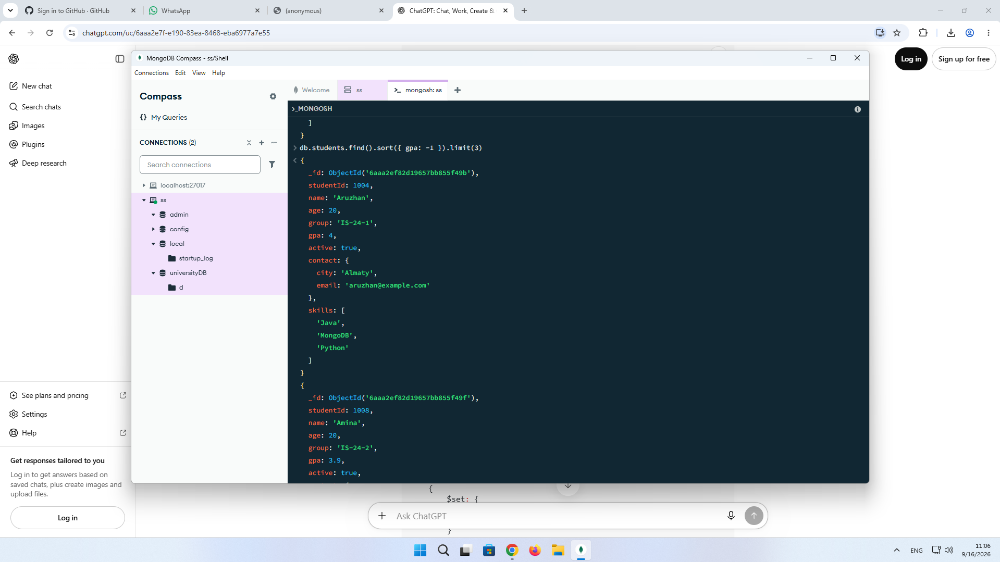 Sign in to GitHub · GitHub
WhatsApp
(anonymous)
ChatGPT: Chat, Work, Create &
chatgpt.com/uc/6aaa2e7f-e190-83ea-8468-eba6977a7e55
Log in
Sign up for free
New chat
Search chats
Images
Plugins
Deep research
See plans and pricing
Settings
Help
Get responses tailored to you
Log in to get answers based on
saved chats, plus create images and
upload files.
Log in
MongoDB Compass - ss/Shell
Connections Edit View Help
Compass
{} My Queries
CONNECTIONS (2)
Search connections
localhost:27017
ss
admin
config
local
startup_log
universityDB
d
Welcome
ss
>_ mongosh: ss
>_MONGOSH
]
}
> db.students.find().sort({ gpa: -1 }).limit(3)
< {
_id: ObjectId('6aaa2ef82d19657bb855f49b'),
studentId: 1004,
name: 'Aruzhan',
age: 20,
group: 'IS-24-1',
gpa: 4,
active: true,
contact: {
city: 'Almaty',
email: 'aruzhan@example.com'
},
skills: [
'Java',
'MongoDB',
'Python'
]
}
{
_id: ObjectId('6aaa2ef82d19657bb855f49f'),
studentId: 1008,
name: 'Amina',
age: 20,
group: 'IS-24-2',
gpa: 3.9,
active: true,
{
$set: {
Ask ChatGPT
}
ENG
11:06
9/16/2026